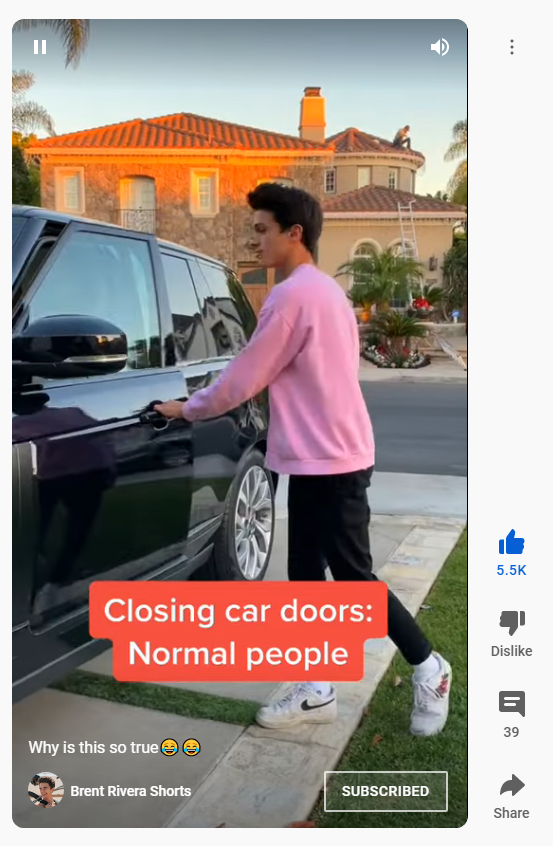 Closing car doors:
Normal people
Why is this so true😂😂
Brent Rivera Shorts
SUBSCRIBED
5.5K
Dislike
39
Share